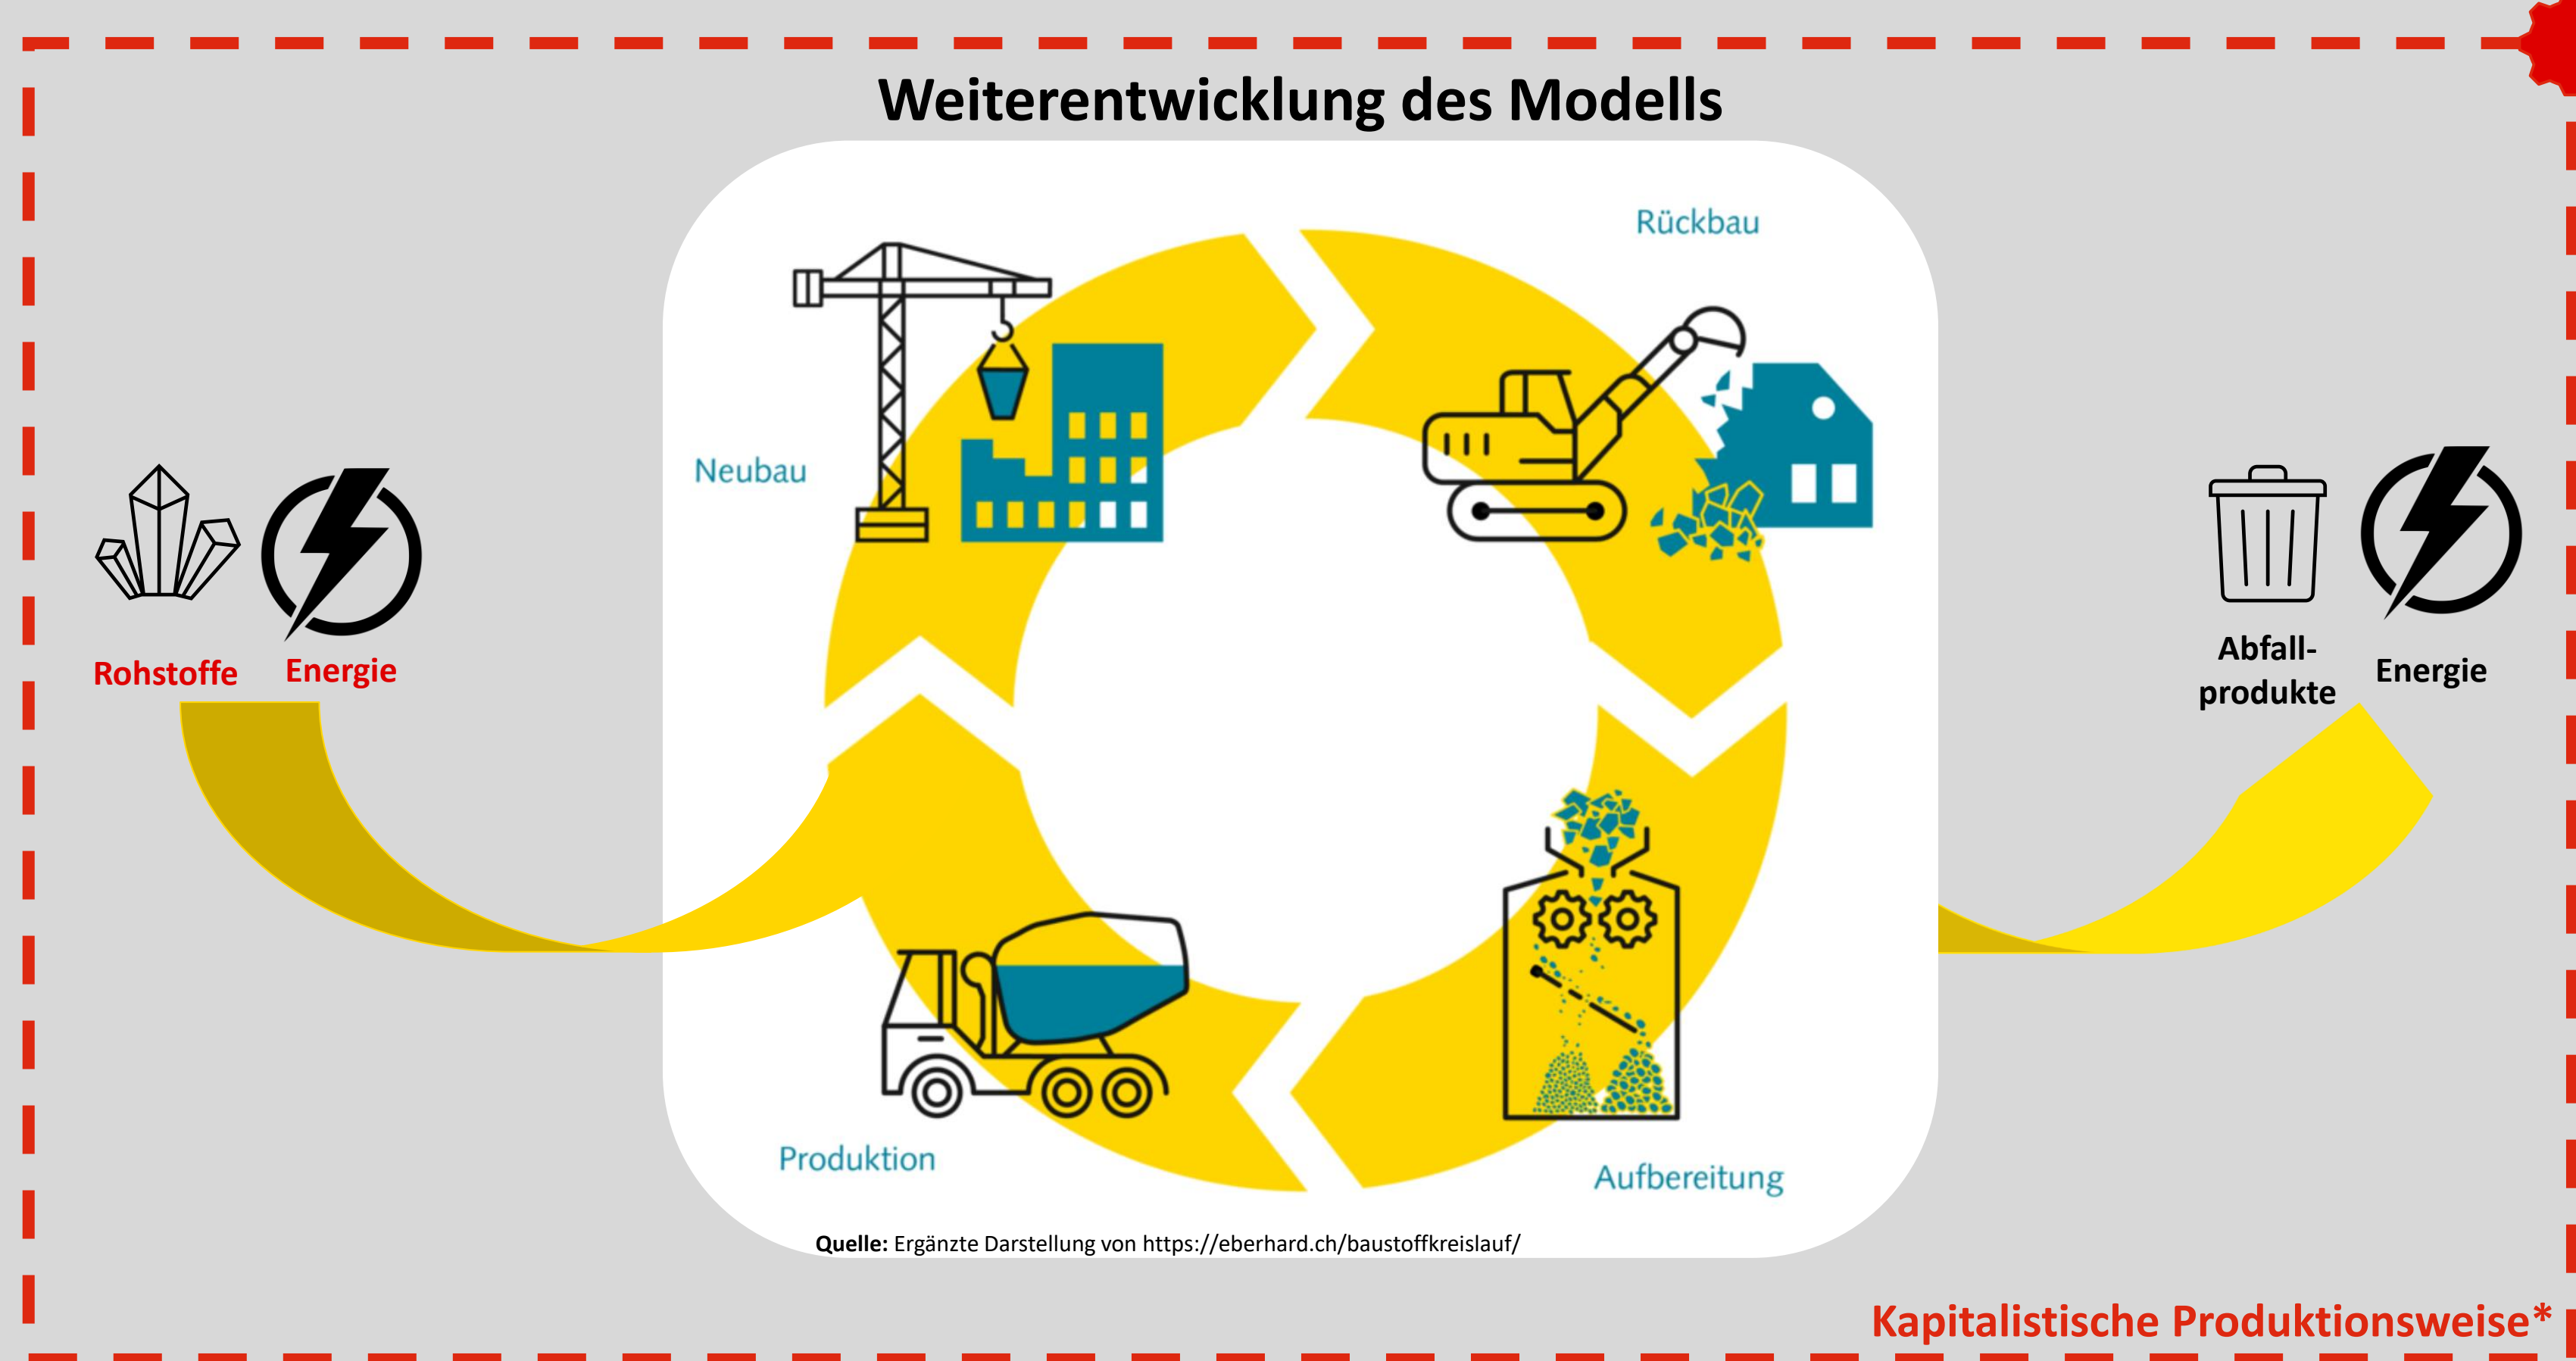 Weiterentwicklung des Modells
Rückbau
Neubau
Rohstoffe
Energie
Abfall-
produkte
Energie
Produktion
Aufbereitung
Quelle: Ergänzte Darstellung von https://eberhard.ch/baustoffkreislauf/
Kapitalistische Produktionsweise*